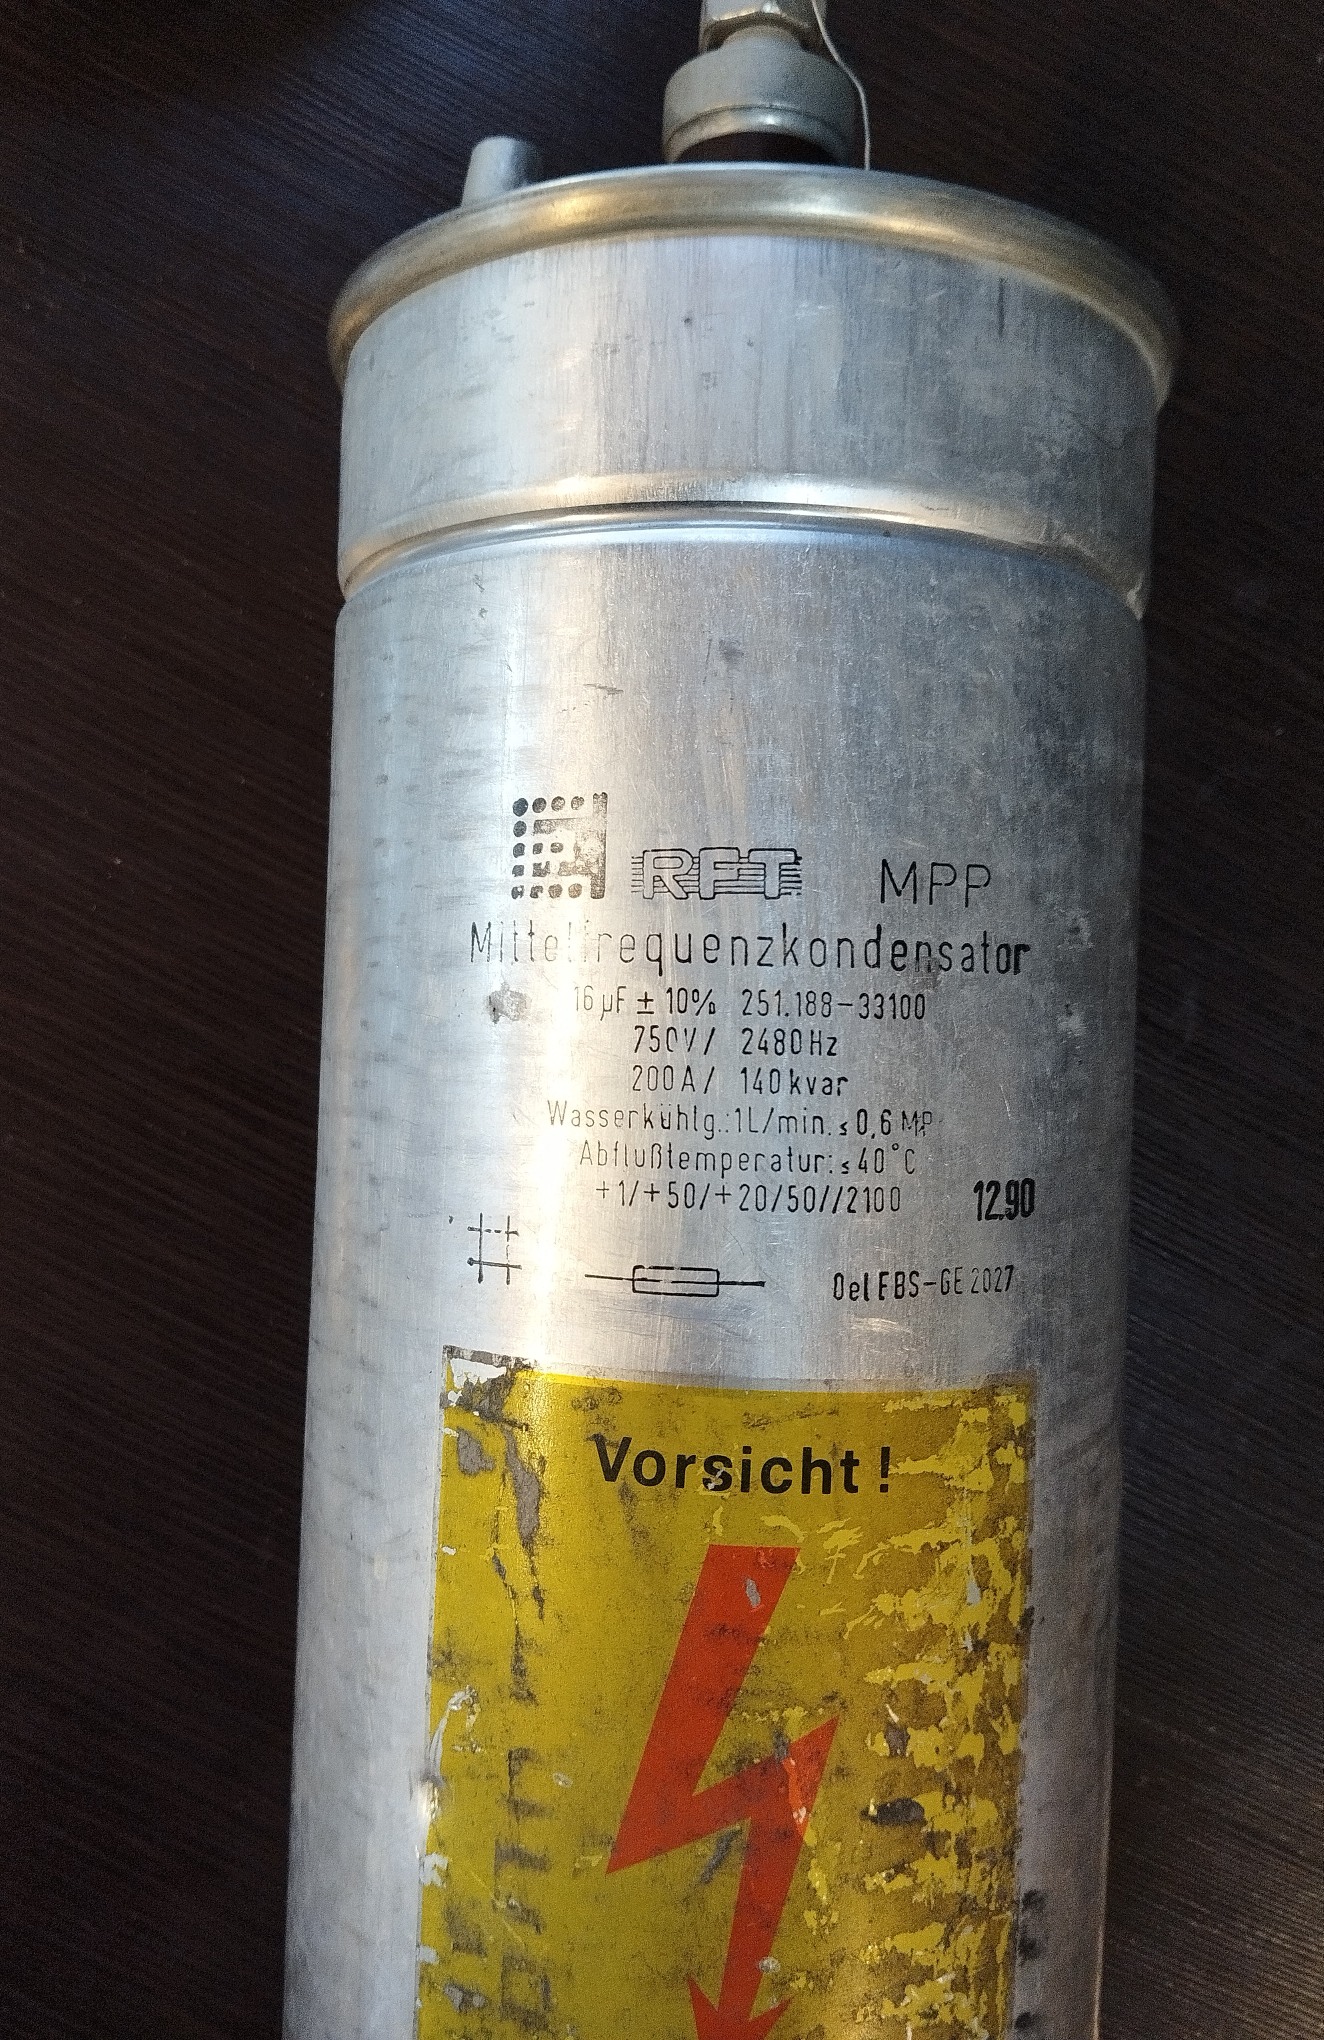 RFT MPP
Mittelfrequenzkondensator
16 µF ± 10% 251.188-33100
750V/ 2480Hz
200A/ 140kvar
Wasserkühlg.:1L/min.≤0,6 MP
Abflußtemperatur:≤40°C
+1/+50/+20/50//2100 12.90
Oel EBS-GE 2027
Vorsicht!